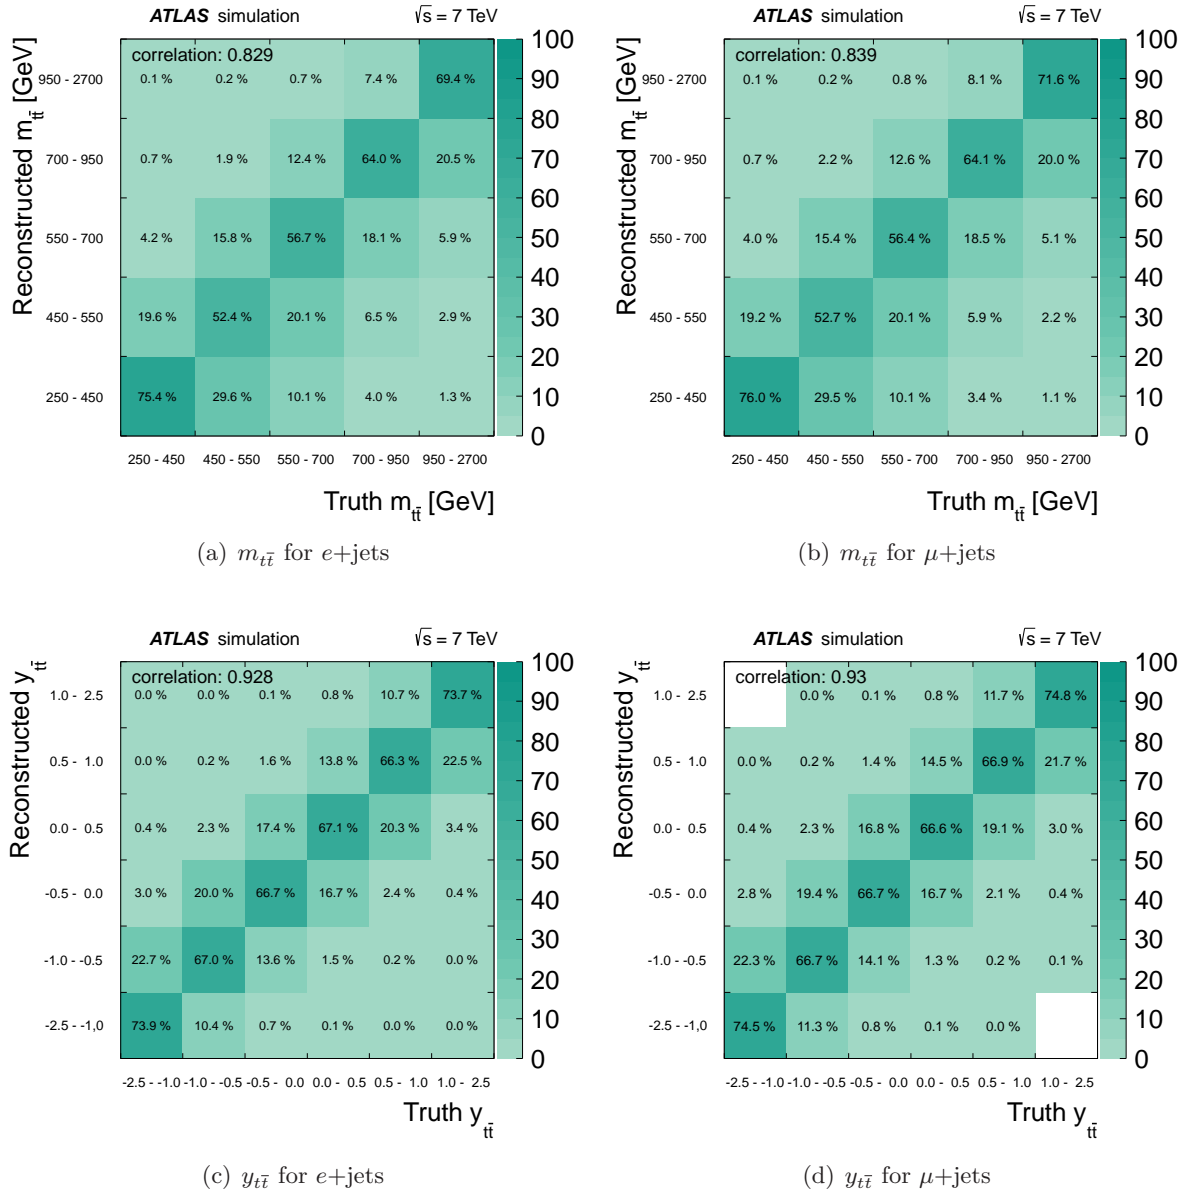 ATLAS simulation √s = 7 TeV
Reconstructed m_tt̄ [GeV]
correlation: 0.829
950 - 2700 0.1 % 0.2 % 0.7 % 7.4 % 69.4 %
700 - 950 0.7 % 1.9 % 12.4 % 64.0 % 20.5 %
550 - 700 4.2 % 15.8 % 56.7 % 18.1 % 5.9 %
450 - 550 19.6 % 52.4 % 20.1 % 6.5 % 2.9 %
250 - 450 75.4 % 29.6 % 10.1 % 4.0 % 1.3 %
250 - 450 450 - 550 550 - 700 700 - 950 950 - 2700
Truth m_tt̄ [GeV]
100
90
80
70
60
50
40
30
20
10
0
(a) m_tt̄ for e+jets
ATLAS simulation √s = 7 TeV
Reconstructed m_tt̄ [GeV]
correlation: 0.839
950 - 2700 0.1 % 0.2 % 0.8 % 8.1 % 71.6 %
700 - 950 0.7 % 2.2 % 12.6 % 64.1 % 20.0 %
550 - 700 4.0 % 15.4 % 56.4 % 18.5 % 5.1 %
450 - 550 19.2 % 52.7 % 20.1 % 5.9 % 2.2 %
250 - 450 76.0 % 29.5 % 10.1 % 3.4 % 1.1 %
250 - 450 450 - 550 550 - 700 700 - 950 950 - 2700
Truth m_tt̄ [GeV]
100
90
80
70
60
50
40
30
20
10
0
(b) m_tt̄ for μ+jets
ATLAS simulation √s = 7 TeV
Reconstructed y_tt̄
correlation: 0.928
1.0 - 2.5 0.0 % 0.0 % 0.1 % 0.8 % 10.7 % 73.7 %
0.5 - 1.0 0.0 % 0.2 % 1.6 % 13.8 % 66.3 % 22.5 %
0.0 - 0.5 0.4 % 2.3 % 17.4 % 67.1 % 20.3 % 3.4 %
-0.5 - 0.0 3.0 % 20.0 % 66.7 % 16.7 % 2.4 % 0.4 %
-1.0 - -0.5 22.7 % 67.0 % 13.6 % 1.5 % 0.2 % 0.0 %
-2.5 - -1,0 73.9 % 10.4 % 0.7 % 0.1 % 0.0 % 0.0 %
-2.5 - -1.0 -1.0 - -0.5 -0.5 - 0.0 0.0 - 0.5 0.5 - 1.0 1.0 - 2.5
Truth y_tt̄
100
90
80
70
60
50
40
30
20
10
0
(c) y_tt̄ for e+jets
ATLAS simulation √s = 7 TeV
Reconstructed y_tt̄
correlation: 0.93
1.0 - 2.5 0.0 % 0.1 % 0.8 % 11.7 % 74.8 %
0.5 - 1.0 0.0 % 0.2 % 1.4 % 14.5 % 66.9 % 21.7 %
0.0 - 0.5 0.4 % 2.3 % 16.8 % 66.6 % 19.1 % 3.0 %
-0.5 - 0.0 2.8 % 19.4 % 66.7 % 16.7 % 2.1 % 0.4 %
-1.0 - -0.5 22.3 % 66.7 % 14.1 % 1.3 % 0.2 % 0.1 %
-2.5 - -1,0 74.5 % 11.3 % 0.8 % 0.1 % 0.0 %
-2.5 - -1.0 -1.0 - -0.5 -0.5 - 0.0 0.0 - 0.5 0.5 - 1.0 1.0 - 2.5
Truth y_tt̄
100
90
80
70
60
50
40
30
20
10
0
(d) y_tt̄ for μ+jets